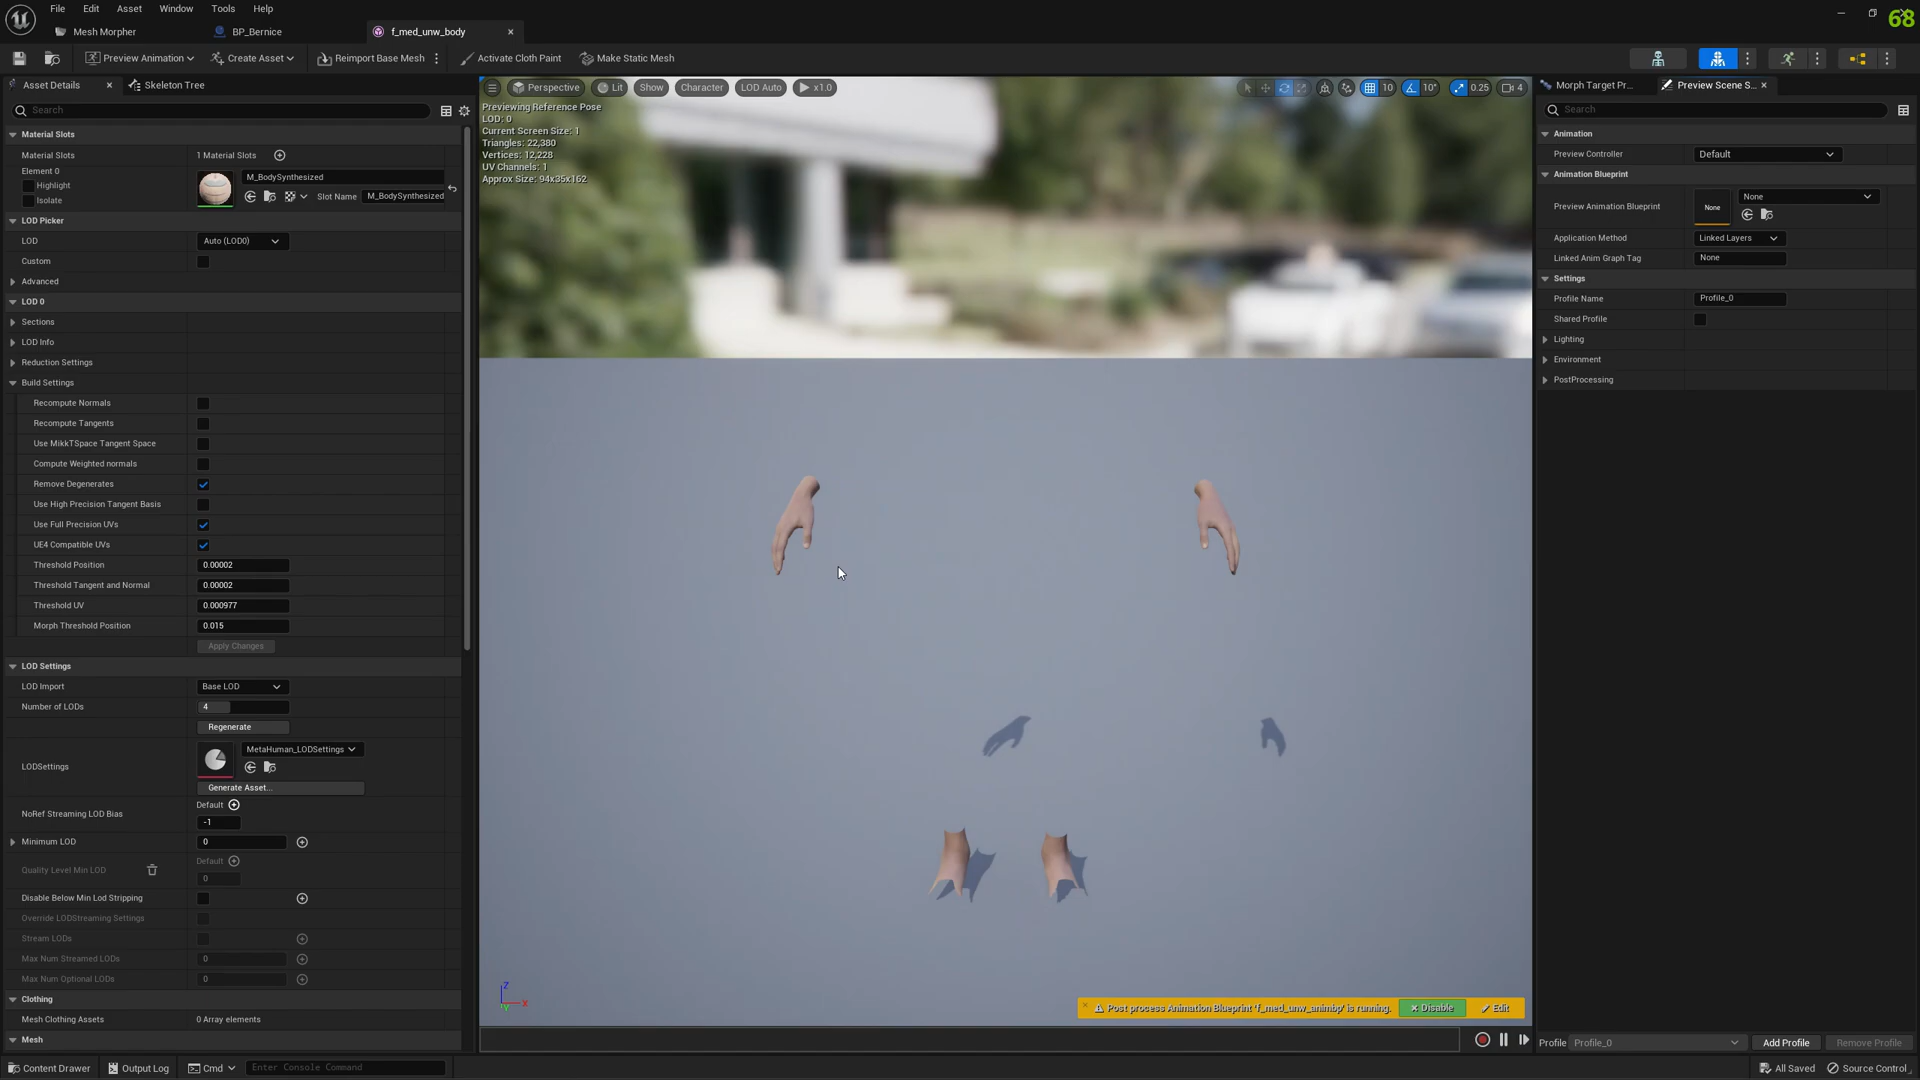 File Edit Asset Window Tools Help
68
Mesh Morpher BP_Bernice f_med_unw_body
Preview Animation Create Asset Reimport Base Mesh Activate Cloth Paint Make Static Mesh
Asset Details Skeleton Tree
Search
Material Slots
Material Slots 1 Material Slots
Element 0
Highlight
Isolate
M_BodySynthesized
Slot Name M_BodySynthesized
LOD Picker
LOD Auto (LOD0)
Custom
Advanced
LOD 0
Sections
LOD Info
Reduction Settings
Build Settings
Recompute Normals
Recompute Tangents
Use MikkTSpace Tangent Space
Compute Weighted normals
Remove Degenerates
Use High Precision Tangent Basis
Use Full Precision UVs
UE4 Compatible UVs
Threshold Position 0.00002
Threshold Tangent and Normal 0.00002
Threshold UV 0.000977
Morph Threshold Position 0.015
Apply Changes
LOD Settings
LOD Import Base LOD
Number of LODs 4
Regenerate
LODSettings MetaHuman_LODSettings
Generate Asset...
NoRef Streaming LOD Bias Default
-1
Minimum LOD 0
Quality Level Min LOD Default
0
Disable Below Min Lod Stripping
Override LODStreaming Settings
Stream LODs
Max Num Streamed LODs 0
Max Num Optional LODs 0
Clothing
Mesh Clothing Assets 0 Array elements
Mesh
Perspective Lit Show Character LOD Auto x1.0 10 10° 0.25 4
Previewing Reference Pose
LOD: 0
Current Screen Size: 1
Triangles: 22,380
Vertices: 12,228
UV Channels: 1
Approx Size: 94x35x162
Z
X
Y
Post process Animation Blueprint 'f_med_unw_animbp' is running. Disable Edit
Morph Target Pr... Preview Scene S...
Search
Animation
Preview Controller Default
Animation Blueprint
Preview Animation Blueprint None None
Application Method Linked Layers
Linked Anim Graph Tag None
Settings
Profile Name Profile_0
Shared Profile
Lighting
Environment
PostProcessing
Profile Profile_0 Add Profile Remove Profile
Content Drawer Output Log Cmd Enter Console Command All Saved Source Control